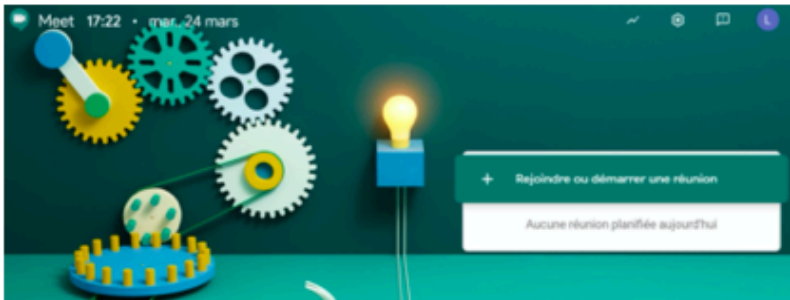 Meet 17:22 • mar. 24 mars
L
+ Rejoindre ou démarrer une réunion
Aucune réunion planifiée aujourd'hui